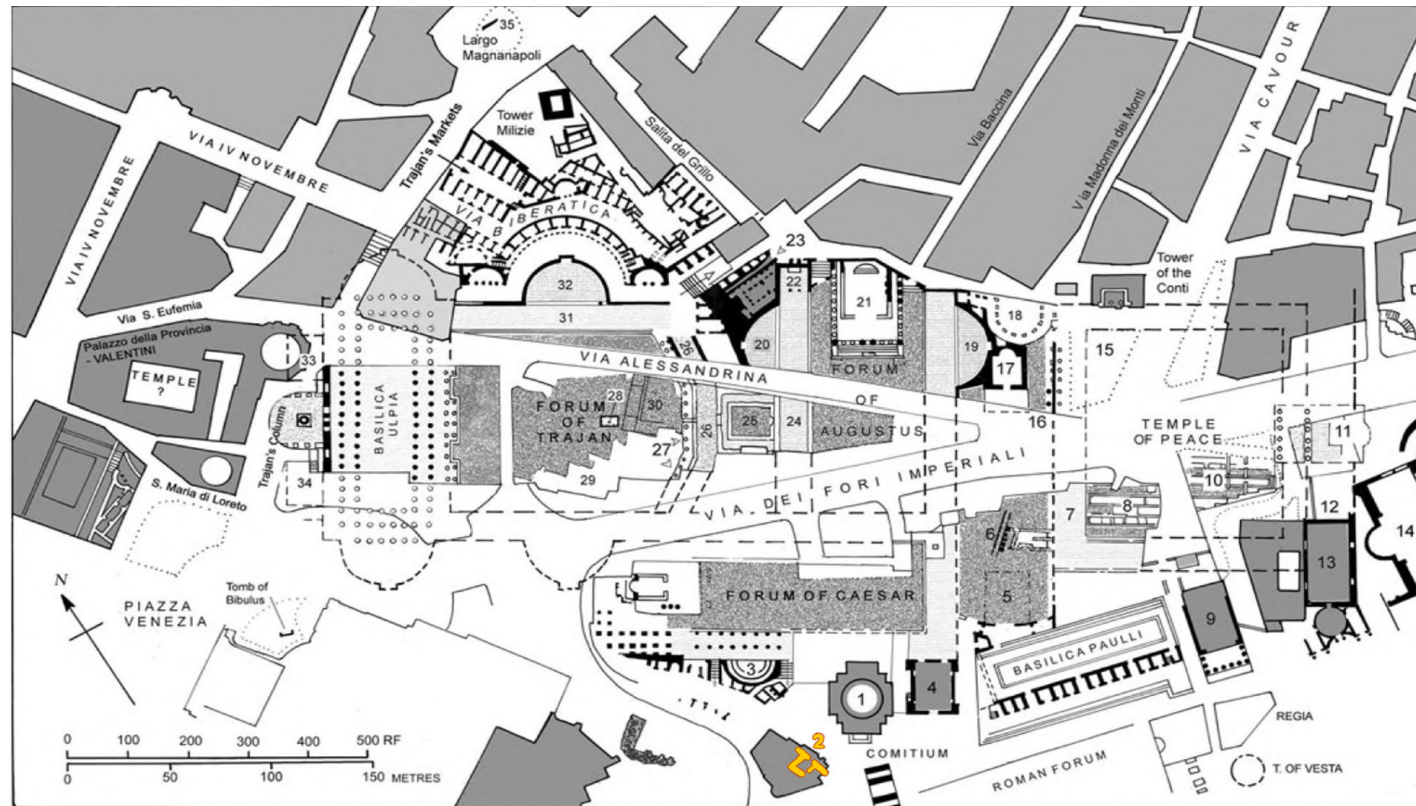 35
Largo
Magnanapoli
Tower
Milizie
Trajan's Markets
Salita del Grillo
Via Baccina
Via Madonna dei Monti
VIA CAVOUR
VIA IV NOVEMBRE
VIA IV NOVEMBRE
VIA
BIBERATICA
23
22
21
Tower
of the
Conti
32
31
20
19
18
17
15
Via S. Eufemia
Palazzo della Provincia
- VALENTINI
TEMPLE
?
33
26
VIA ALESSANDRINA
FORUM
OF
AUGUSTUS
BASILICA
ULPIA
FORUM
OF
TRAJAN
28
30
27
29
26
25
24
16
TEMPLE
OF PEACE
11
10
12
14
13
Trajan's Column
34
S. Maria di Loreto
VIA DEI FORI IMPERIALI
7
8
6
5
9
N
PIAZZA
VENEZIA
Tomb of
Bibulus
FORUM OF CAESAR
BASILICA PAULLI
3
1
4
2
COMITIUM
ROMAN FORUM
REGIA
T. OF VESTA
0 100 200 300 400 500 RF
0 50 100 150 METRES